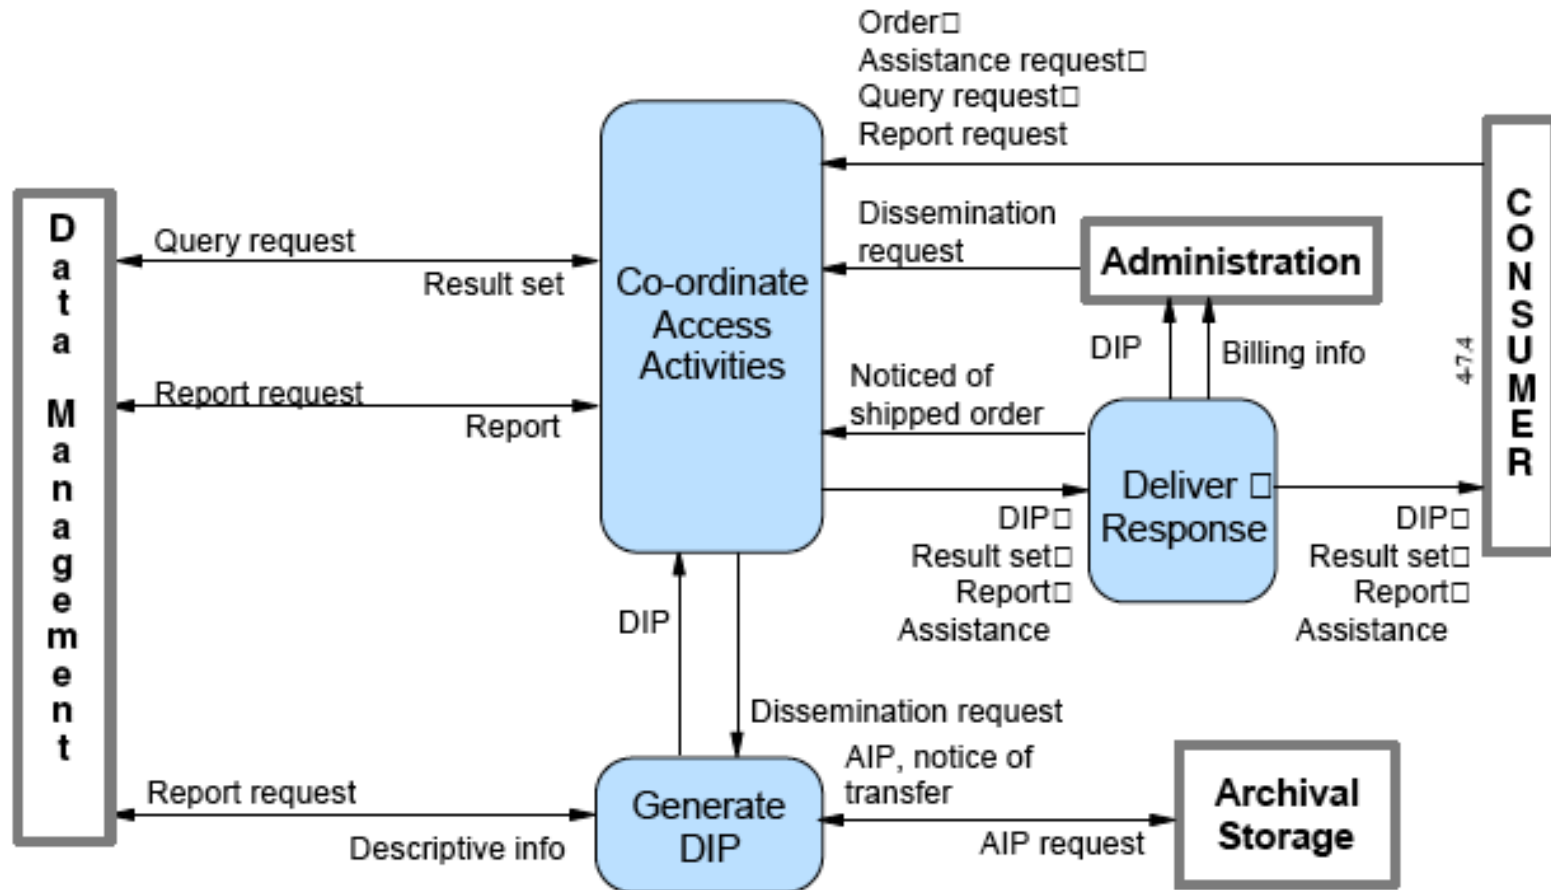 Order□
Assistance request□
Query request□
Report request
Data Management
Query request
Result set
Report request
Report
Co-ordinate
Access
Activities
Dissemination
request
Administration
DIP
Billing info
Noticed of
shipped order
4-7.4
CONSUMER
Deliver □
Response
DIP□
Result set□
Report□
Assistance
DIP□
Result set□
Report□
Assistance
DIP
Dissemination request
AIP, notice of
transfer
AIP request
Report request
Descriptive info
Generate
DIP
Archival
Storage